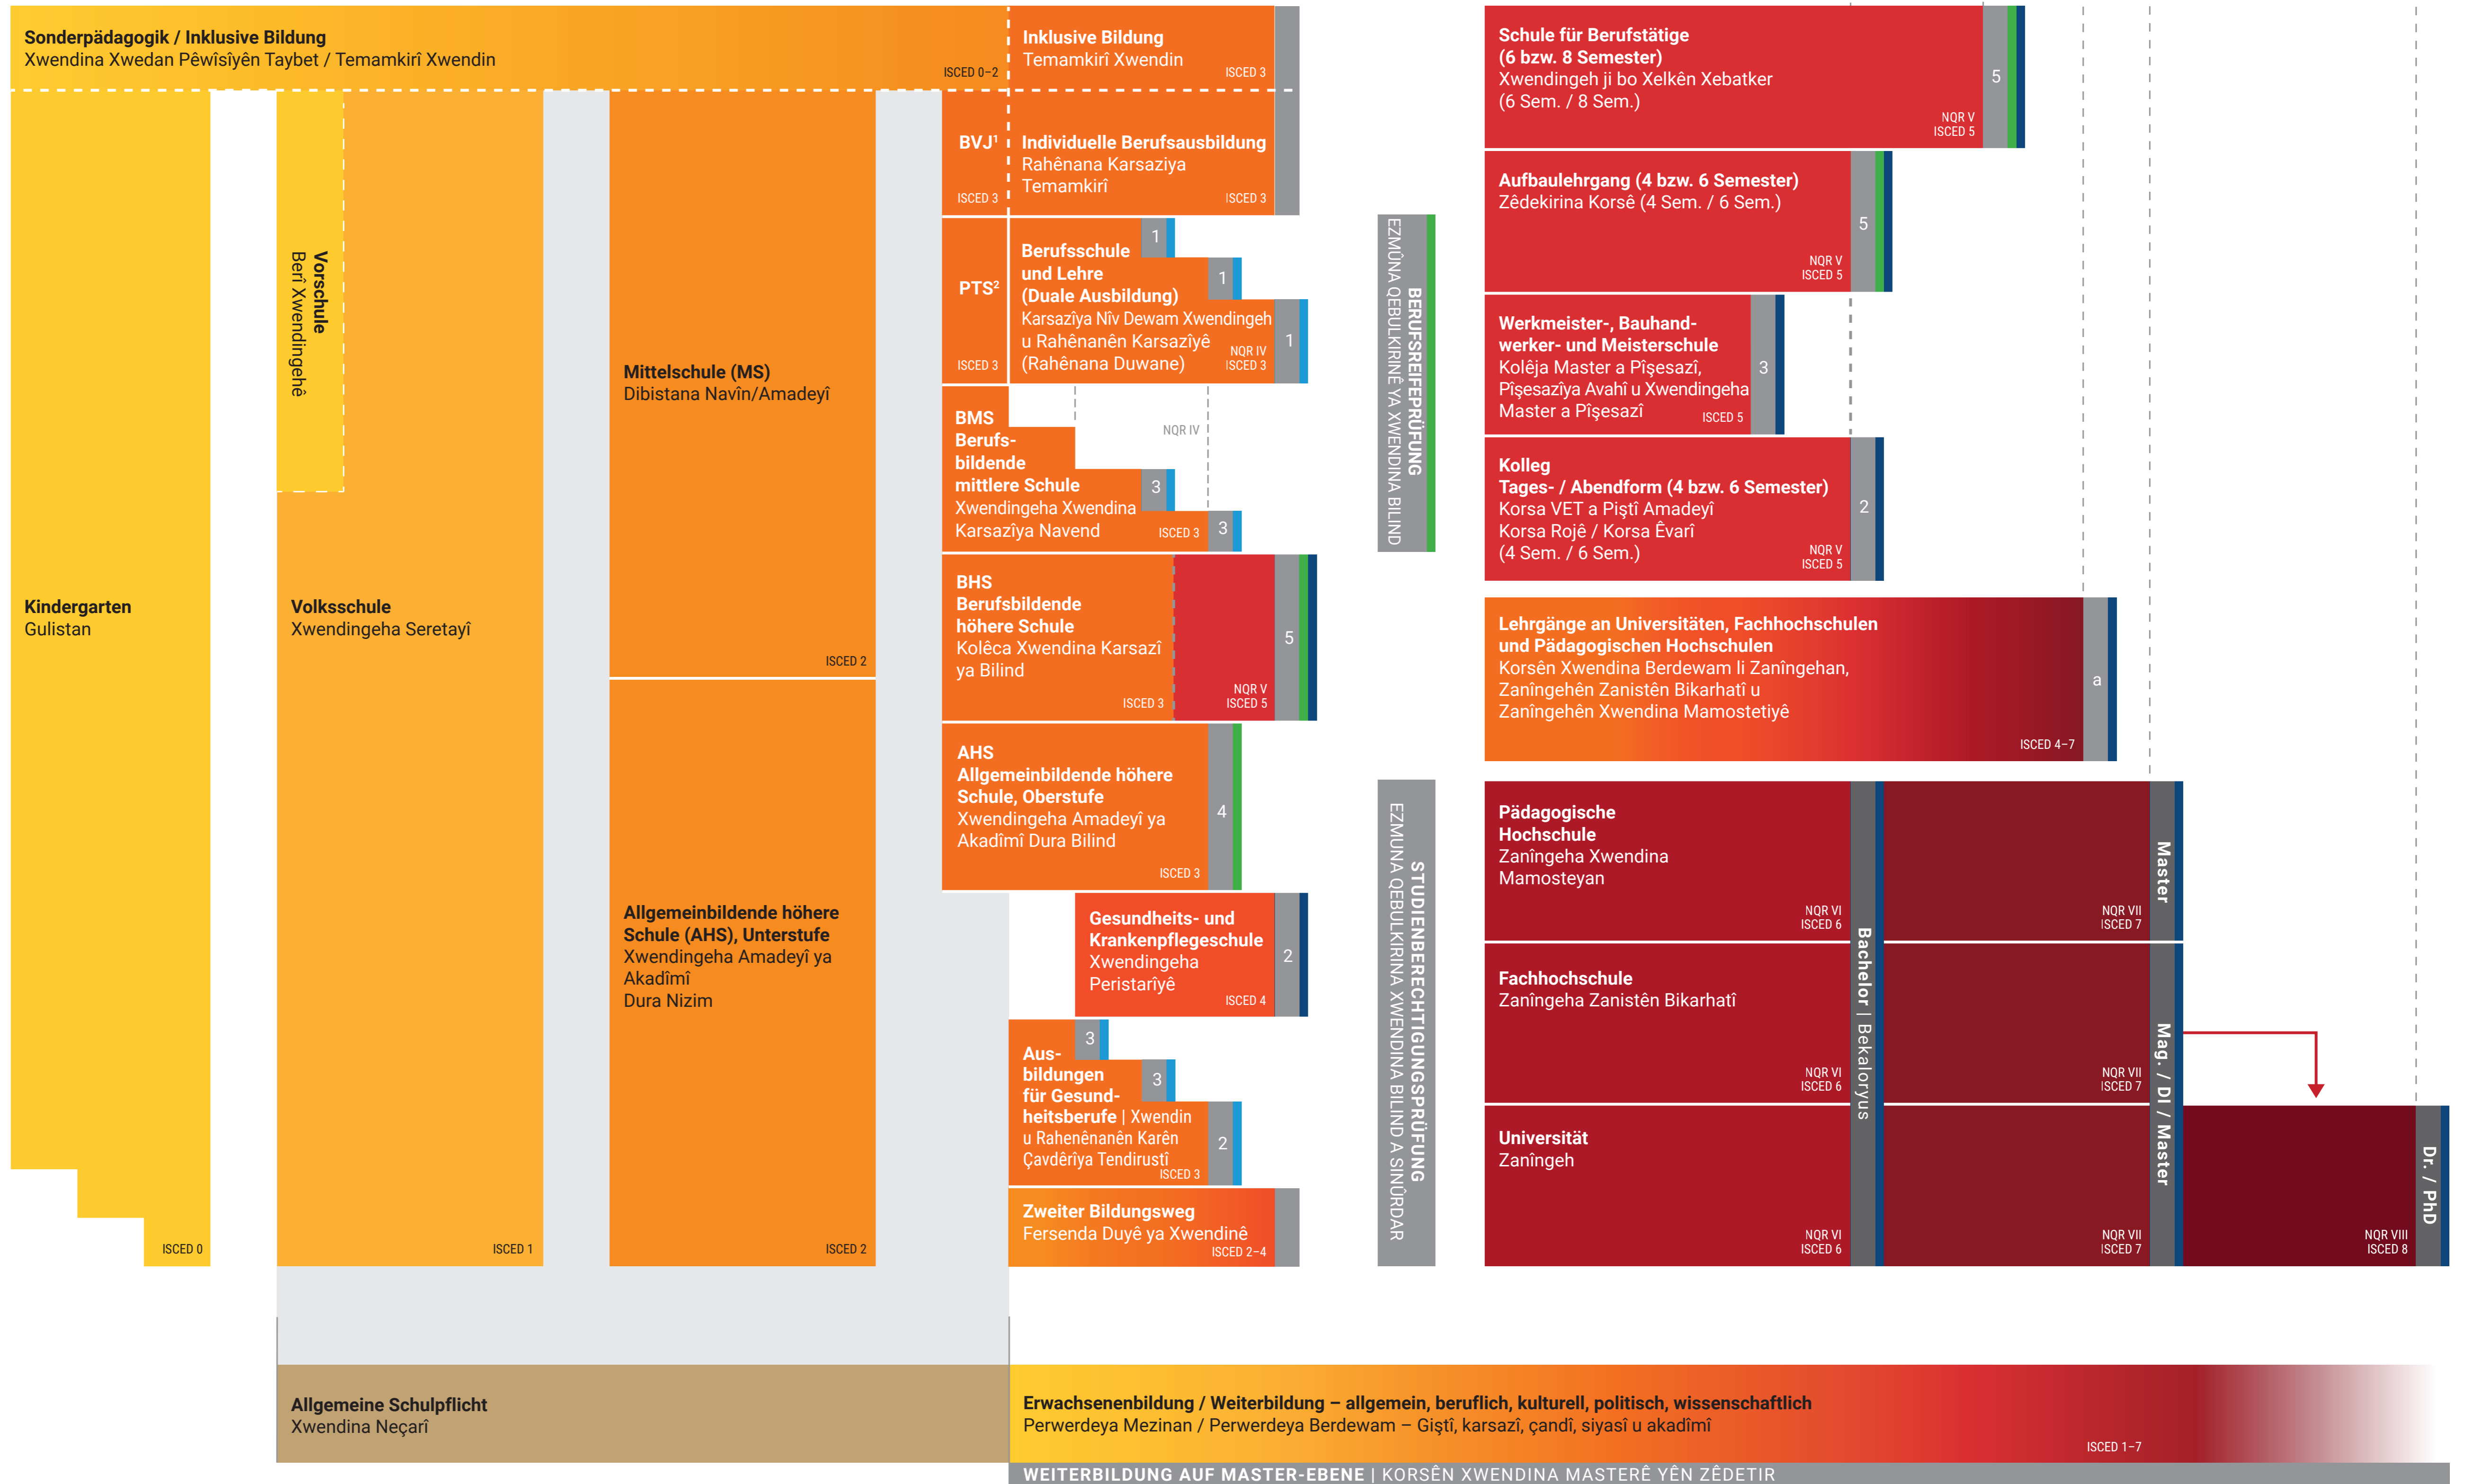 Sonderpädagogik / Inklusive Bildung
Xwendina Xwedan Pêwîsîyên Taybet / Temamkirî Xwendin
ISCED 0–2
Inklusive Bildung
Temamkirî Xwendin
ISCED 3
Kindergarten
Gulistan
ISCED 0
Vorschule
Berî Xwendingehê
Volksschule
Xwendingeha Seretayî
ISCED 1
Mittelschule (MS)
Dibistana Navîn/Amadeyî
ISCED 2
Allgemeinbildende höhere
Schule (AHS), Unterstufe
Xwendingeha Amadeyî ya
Akadîmî
Dura Nizim
ISCED 2
BVJ¹
ISCED 3
Individuelle Berufsausbildung
Rahênana Karsaziya
Temamkirî
ISCED 3
PTS²
ISCED 3
Berufsschule
und Lehre
(Duale Ausbildung)
Karsazîya Nîv Dewam Xwendingeh
u Rahênanên Karsazîyê
(Rahênana Duwane)
NQR IV
ISCED 3
1
1
1
BMS
Berufs-
bildende
mittlere Schule
Xwendingeha Xwendina
Karsazîya Navend
ISCED 3
NQR IV
3
3
BHS
Berufsbildende
höhere Schule
Kolêca Xwendina Karsazî
ya Bilind
ISCED 3
NQR V
ISCED 5
5
AHS
Allgemeinbildende höhere
Schule, Oberstufe
Xwendingeha Amadeyî ya
Akadîmî Dura Bilind
ISCED 3
4
Gesundheits- und
Krankenpflegeschule
Xwendingeha
Peristarîyê
ISCED 4
2
Aus-
bildungen
für Gesund-
heitsberufe | Xwendin
u Rahenênanên Karên
Çavdêrîya Tendirustî
ISCED 3
3
3
2
Zweiter Bildungsweg
Fersenda Duyê ya Xwendinê
ISCED 2–4
BERUFSREIFEPRÜFUNG
EZMÛNA QEBULKIRINÊ YA XWENDINA BILIND
STUDIENBERECHTIGUNGSPRÜFUNG
EZMUNA QEBULKIRINA XWENDINA BILIND A SINÛRDAR
Schule für Berufstätige
(6 bzw. 8 Semester)
Xwendingeh ji bo Xelkên Xebatker
(6 Sem. / 8 Sem.)
NQR V
ISCED 5
5
Aufbaulehrgang (4 bzw. 6 Semester)
Zêdekirina Korsê (4 Sem. / 6 Sem.)
NQR V
ISCED 5
5
Werkmeister-, Bauhand-
werker- und Meisterschule
Kolêja Master a Pîşesazî,
Pîşesazîya Avahî u Xwendingeha
Master a Pîşesazî
ISCED 5
3
Kolleg
Tages- / Abendform (4 bzw. 6 Semester)
Korsa VET a Piştî Amadeyî
Korsa Rojê / Korsa Êvarî
(4 Sem. / 6 Sem.)
NQR V
ISCED 5
2
Lehrgänge an Universitäten, Fachhochschulen
und Pädagogischen Hochschulen
Korsên Xwendina Berdewam li Zanîngehan,
Zanîngehên Zanistên Bikarhatî u
Zanîngehên Xwendina Mamostetiyê
ISCED 4–7
a
Pädagogische
Hochschule
Zanîngeha Xwendina
Mamosteyan
NQR VI
ISCED 6
NQR VII
ISCED 7
Master
Fachhochschule
Zanîngeha Zanistên Bikarhatî
NQR VI
ISCED 6
NQR VII
ISCED 7
Bachelor | Bekaloryus
Mag. / DI / Master
Universität
Zanîngeh
NQR VI
ISCED 6
NQR VII
ISCED 7
NQR VIII
ISCED 8
Dr. / PhD
Allgemeine Schulpflicht
Xwendina Neçarî
Erwachsenenbildung / Weiterbildung – allgemein, beruflich, kulturell, politisch, wissenschaftlich
Perwerdeya Mezinan / Perwerdeya Berdewam – Giştî, karsazî, çandî, siyasî u akadîmî
ISCED 1–7
WEITERBILDUNG AUF MASTER-EBENE | KORSÊN XWENDINA MASTERÊ YÊN ZÊDETIR